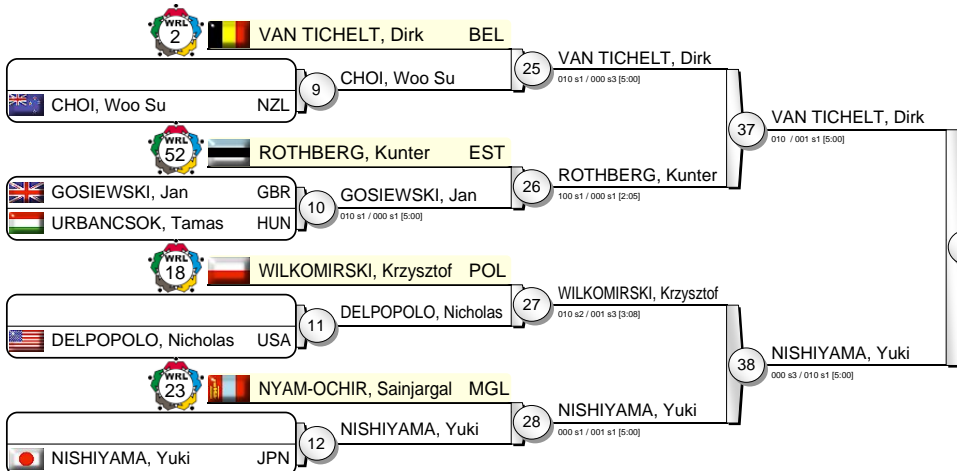 WRL
2
VAN TICHELT, Dirk BEL
CHOI, Woo Su NZL
9
CHOI, Woo Su
25
VAN TICHELT, Dirk
010 s1 / 000 s3 [5:00]
WRL
52
ROTHBERG, Kunter EST
GOSIEWSKI, Jan GBR
URBANCSOK, Tamas HUN
10
GOSIEWSKI, Jan
010 s1 / 000 s1 [5:00]
26
ROTHBERG, Kunter
100 s1 / 000 s1 [2:05]
37
VAN TICHELT, Dirk
010 / 001 s1 [5:00]
WRL
18
WILKOMIRSKI, Krzysztof POL
DELPOPOLO, Nicholas USA
11
DELPOPOLO, Nicholas
27
WILKOMIRSKI, Krzysztof
010 s2 / 001 s3 [3:08]
WRL
23
NYAM-OCHIR, Sainjargal MGL
NISHIYAMA, Yuki JPN
12
NISHIYAMA, Yuki
28
NISHIYAMA, Yuki
000 s1 / 001 s1 [5:00]
38
NISHIYAMA, Yuki
000 s3 / 010 s1 [5:00]